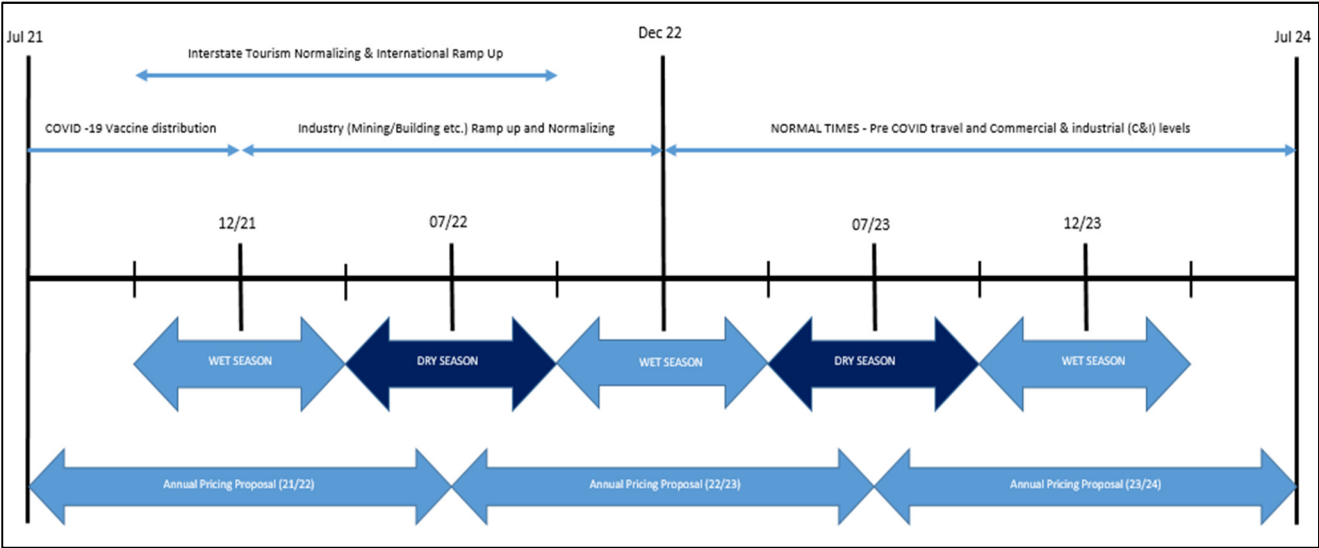 Jul 21
Dec 22
Jul 24
Interstate Tourism Normalizing & International Ramp Up
COVID -19 Vaccine distribution
Industry (Mining/Building etc.) Ramp up and Normalizing
NORMAL TIMES - Pre COVID travel and Commercial & industrial (C&I) levels
12/21
07/22
07/23
12/23
WET SEASON
DRY SEASON
WET SEASON
DRY SEASON
WET SEASON
Annual Pricing Proposal (21/22)
Annual Pricing Proposal (22/23)
Annual Pricing Proposal (23/24)